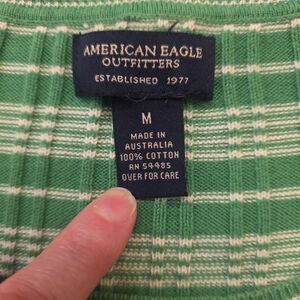 AMERICAN EAGLE
OUTFITTERS
ESTABLISHED 1977
M
MADE IN
AUSTRALIA
100% COTTON
RN 54485
OVER FOR CARE